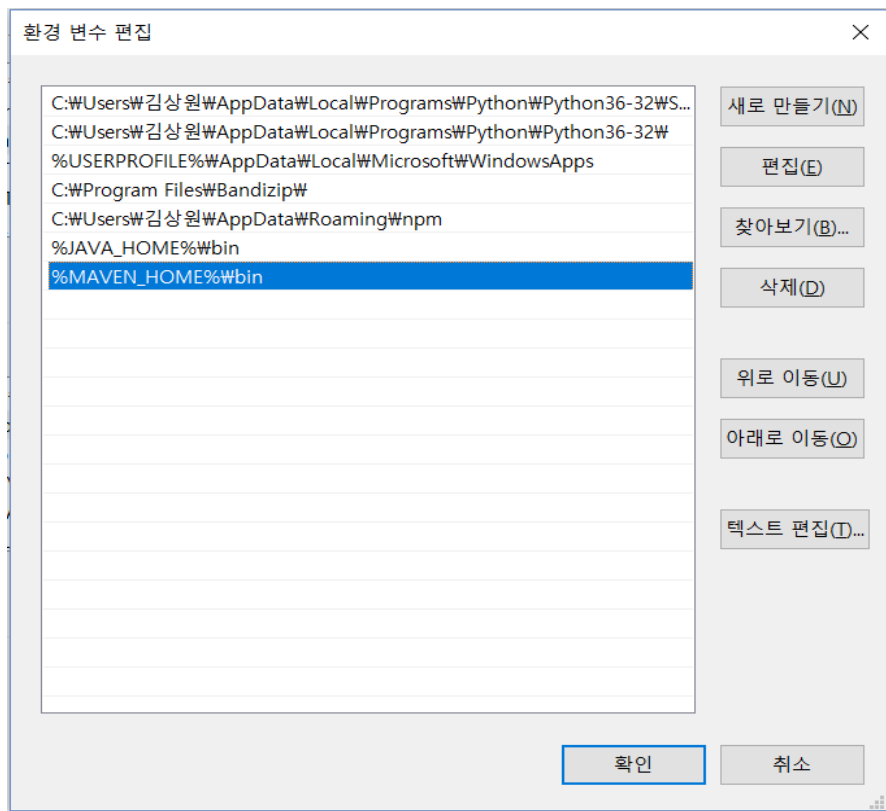 환경 변수 편집
C:₩Users₩김상원₩AppData₩Local₩Programs₩Python₩Python36-32₩S...
C:₩Users₩김상원₩AppData₩Local₩Programs₩Python₩Python36-32₩
%USERPROFILE%₩AppData₩Local₩Microsoft₩WindowsApps
C:₩Program Files₩Bandizip₩
C:₩Users₩김상원₩AppData₩Roaming₩npm
%JAVA_HOME%₩bin
%MAVEN_HOME%₩bin
새로 만들기(N)
편집(E)
찾아보기(B)...
삭제(D)
위로 이동(U)
아래로 이동(O)
텍스트 편집(T)...
확인
취소